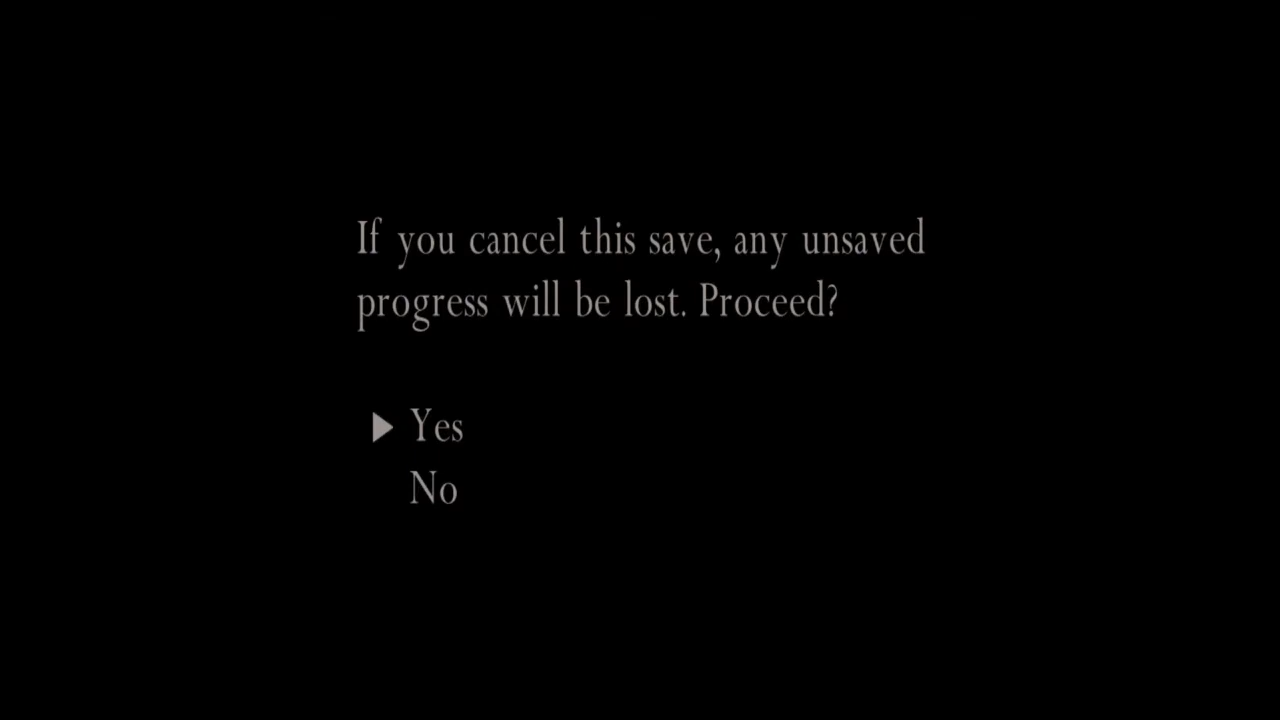 If you cancel this save, any unsaved
progress will be lost. Proceed?
Yes
No